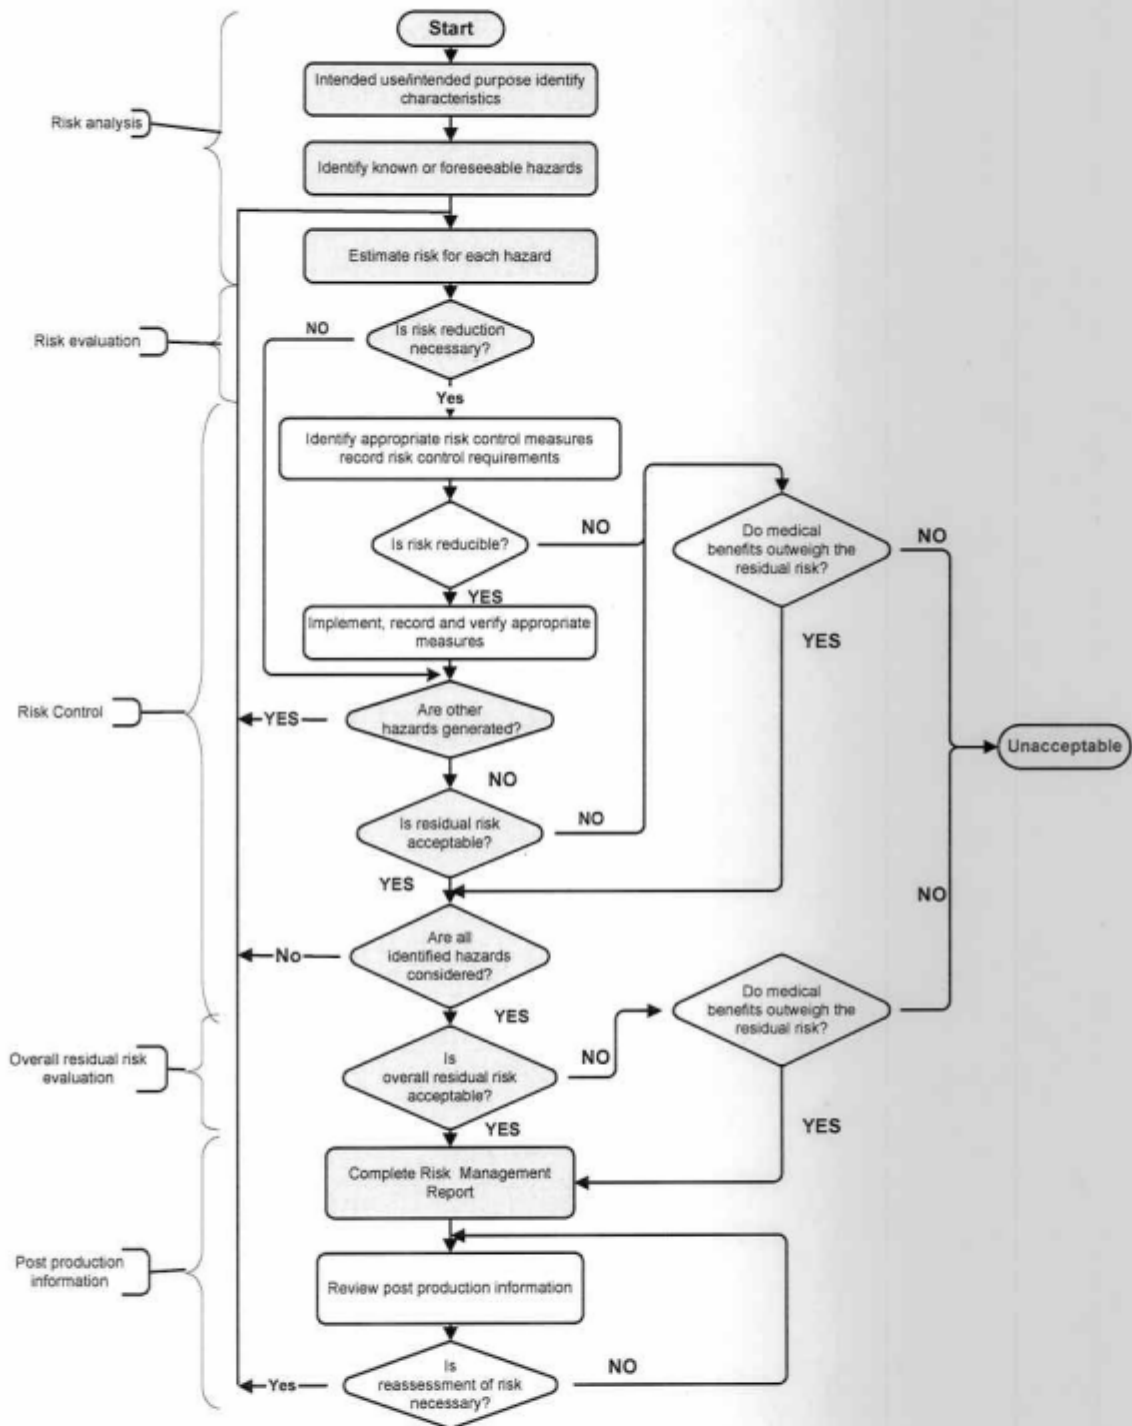 Start
Intended use/intended purpose identify
characteristics
Risk analysis
Identify known or foreseeable hazards
Estimate risk for each hazard
Risk evaluation
NO
Is risk reduction
necessary?
Yes
Identify appropriate risk control measures
record risk control requirements
Is risk reducible?
NO
Do medical
benefits outweigh the
residual risk?
NO
YES
Implement, record and verify appropriate
measures
YES
Risk Control
YES
Are other
hazards generated?
Unacceptable
NO
Is residual risk
acceptable?
NO
YES
NO
No
Are all
identified hazards
considered?
YES
Do medical
benefits outweigh the
residual risk?
Overall residual risk
evaluation
Is
overall residual risk
acceptable?
NO
YES
YES
Complete Risk Management
Report
Post production
information
Review post production information
Yes
Is
reassessment of risk
necessary?
NO